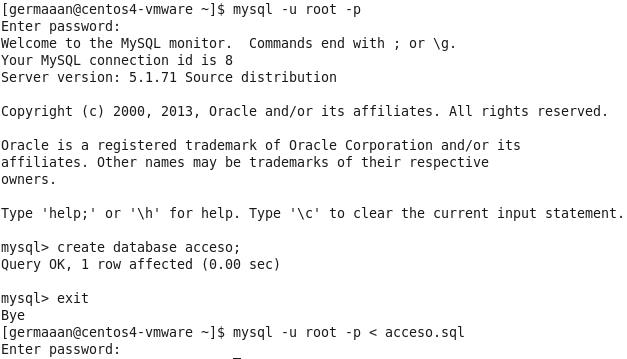 [germaaan@centos4-vmware ~]$ mysql -u root -p
Enter password:
Welcome to the MySQL monitor.  Commands end with ; or \g.
Your MySQL connection id is 8
Server version: 5.1.71 Source distribution

Copyright (c) 2000, 2013, Oracle and/or its affiliates. All rights reserved.

Oracle is a registered trademark of Oracle Corporation and/or its
affiliates. Other names may be trademarks of their respective
owners.

Type 'help;' or '\h' for help. Type '\c' to clear the current input statement.

mysql> create database acceso;
Query OK, 1 row affected (0.00 sec)

mysql> exit
Bye
[germaaan@centos4-vmware ~]$ mysql -u root -p < acceso.sql
Enter password: